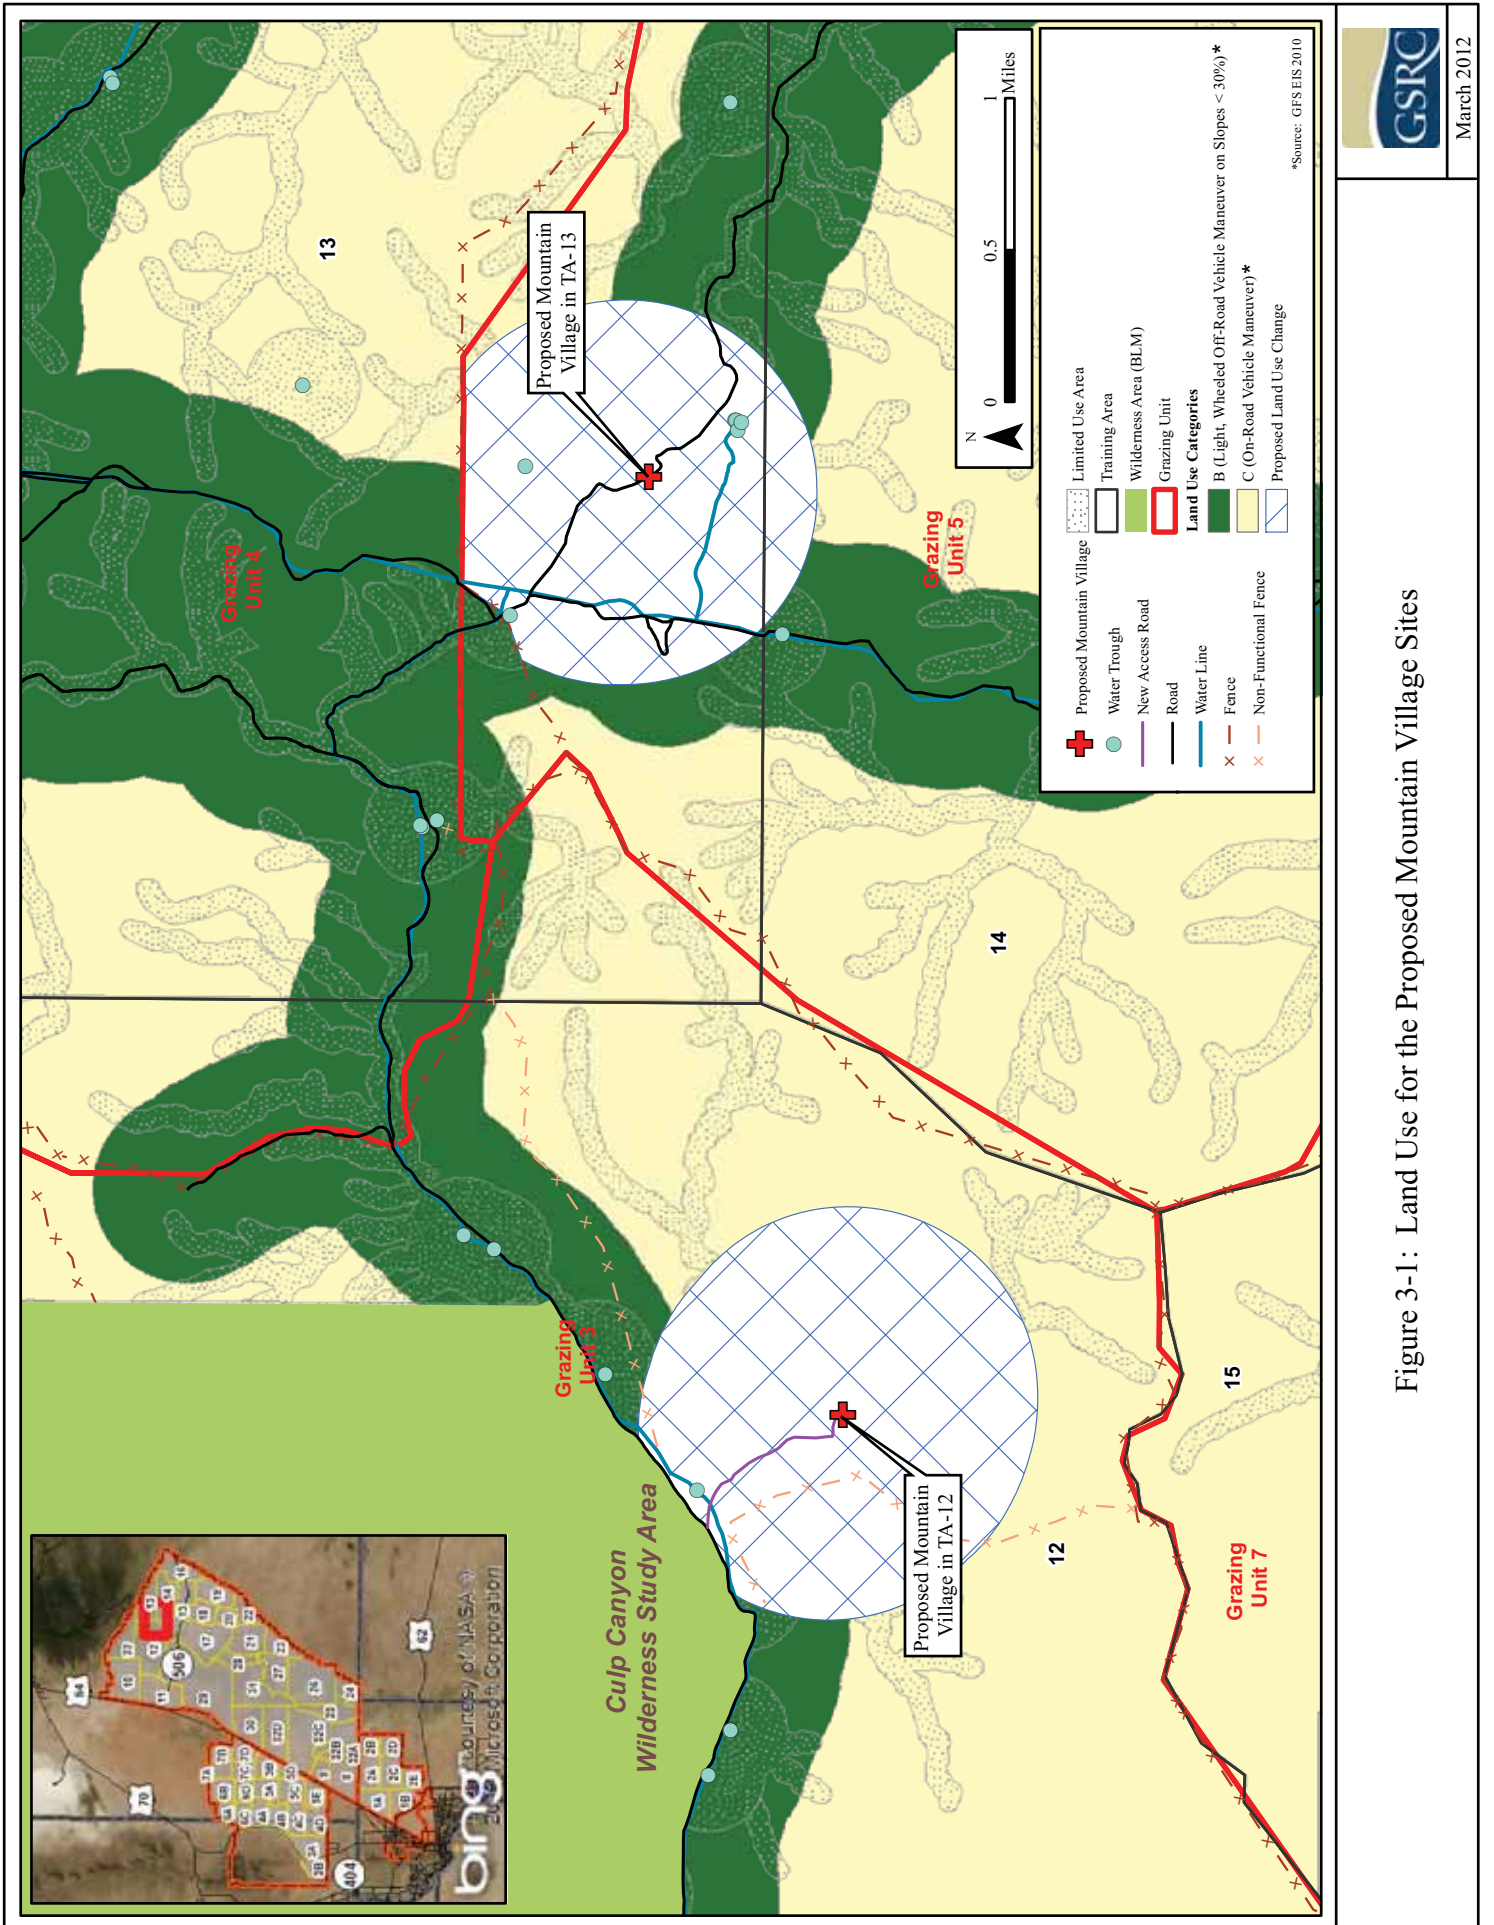 GSRC
March 2012
13
Proposed Mountain
Village in TA-13
Grazing
Unit 4
Grazing
Unit 5
N
0
0.5
1
Miles
Proposed Mountain Village
Water Trough
New Access Road
Road
Water Line
Fence
Non-Functional Fence
Limited Use Area
Training Area
Wilderness Area (BLM)
Grazing Unit
Land Use Categories
B (Light, Wheeled Off-Road Vehicle Maneuver on Slopes < 30%)*
C (On-Road Vehicle Maneuver)*
Proposed Land Use Change
*Source: GFS EIS 2010
14
Grazing
Unit 3
15
Culp Canyon
Wilderness Study Area
Proposed Mountain
Village in TA-12
12
Grazing
Unit 7
54
70
506
62
404
bing
Courtesy of NASA ©
Microsoft Corporation
Figure 3-1: Land Use for the Proposed Mountain Village Sites